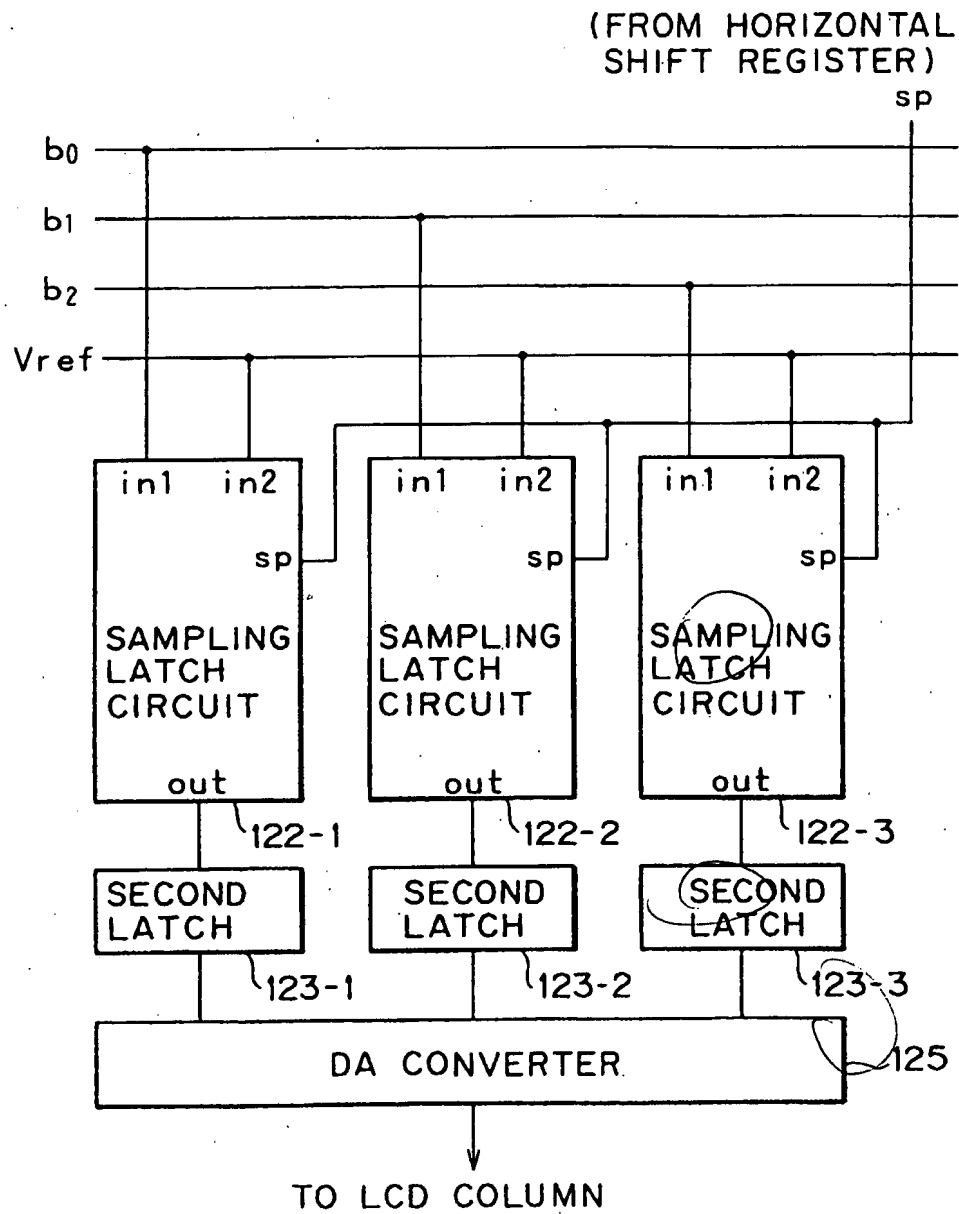 (FROM HORIZONTAL
SHIFT REGISTER)
sp
b0
b1
b2
Vref
in1 in2 in1 in2 in1 in2
sp sp sp
SAMPLING LATCH CIRCUIT
SAMPLING LATCH CIRCUIT
SAMPLING LATCH CIRCUIT
out out out
122-1 122-2 122-3
SECOND LATCH
SECOND LATCH
SECOND LATCH
123-1 123-2 123-3
DA CONVERTER
125
TO LCD COLUMN